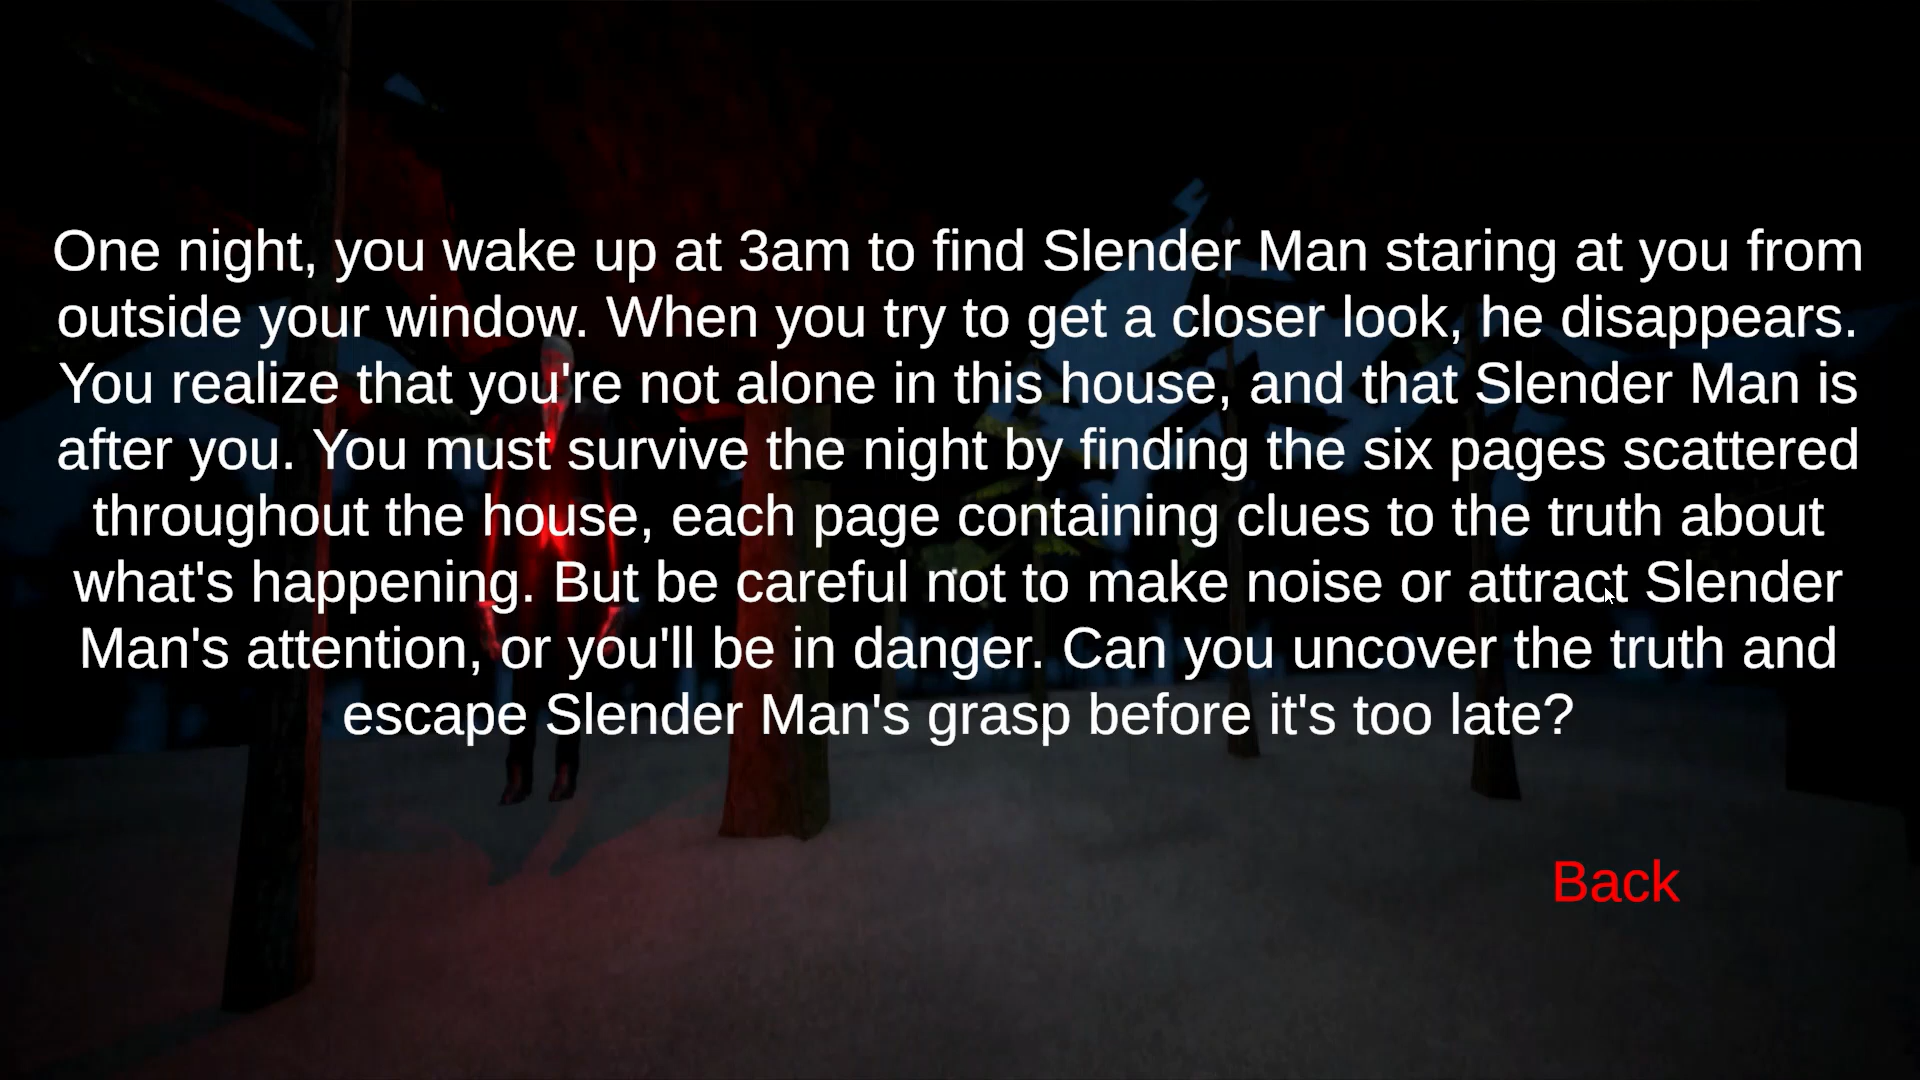 One night, you wake up at 3am to find Slender Man staring at you from
outside your window. When you try to get a closer look, he disappears.
You realize that you're not alone in this house, and that Slender Man is
after you. You must survive the night by finding the six pages scattered
throughout the house, each page containing clues to the truth about
what's happening. But be careful not to make noise or attract Slender
Man's attention, or you'll be in danger. Can you uncover the truth and
escape Slender Man's grasp before it's too late?
Back